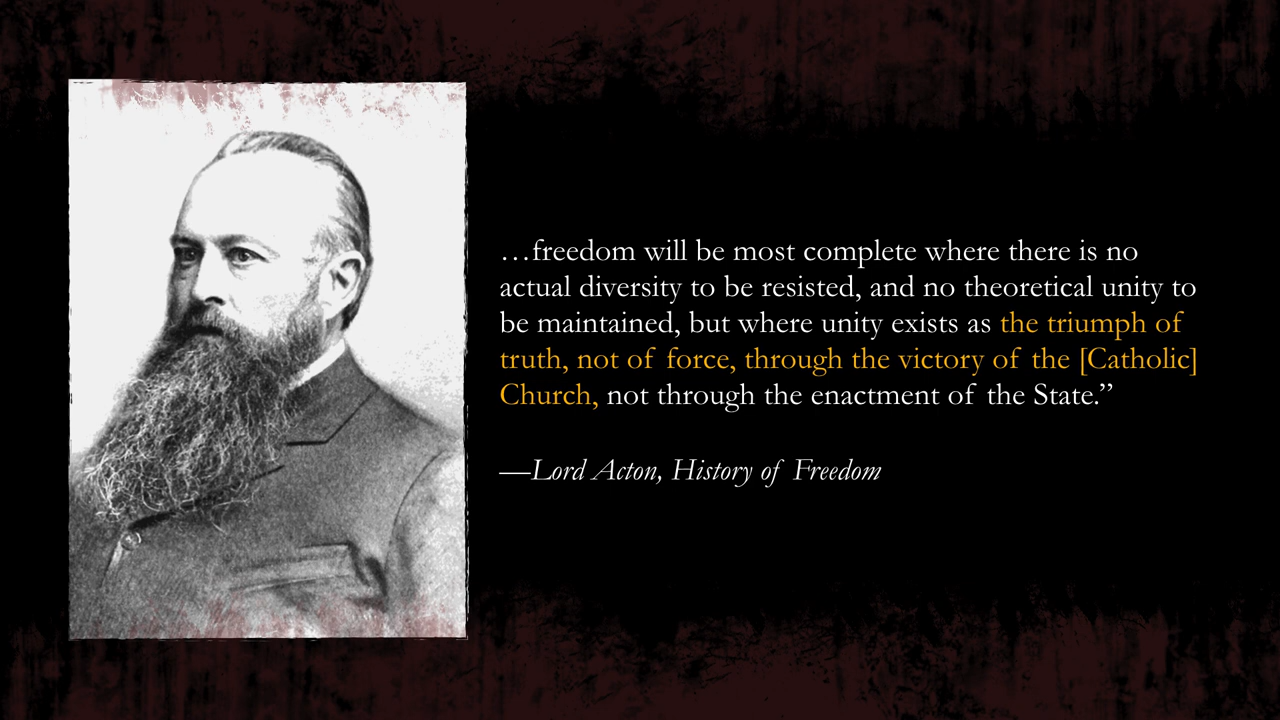 …freedom will be most complete where there is no
actual diversity to be resisted, and no theoretical unity to
be maintained, but where unity exists as the triumph of
truth, not of force, through the victory of the [Catholic]
Church, not through the enactment of the State.”
—Lord Acton, History of Freedom